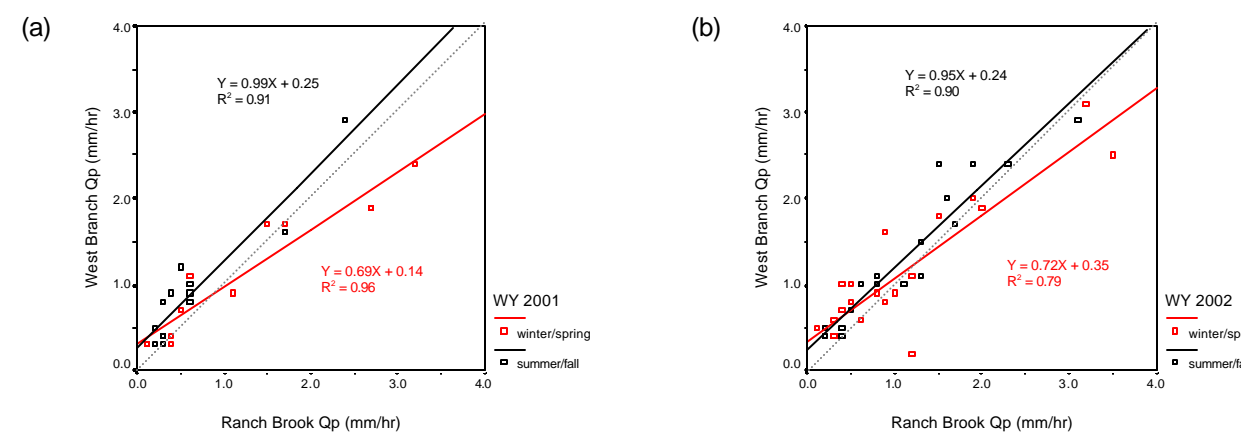 (a)
4.0
3.0
2.0
1.0
0.0
West Branch Qp (mm/hr)
Y = 0.99X + 0.25
R² = 0.91
Y = 0.69X + 0.14
R² = 0.96
0.0 1.0 2.0 3.0 4.0
Ranch Brook Qp (mm/hr)
WY 2001
winter/spring
summer/fall
(b)
4.0
3.0
2.0
1.0
0.0
West Branch Qp (mm/hr)
Y = 0.95X + 0.24
R² = 0.90
Y = 0.72X + 0.35
R² = 0.79
0.0 1.0 2.0 3.0 4.0
Ranch Brook Qp (mm/hr)
WY 2002
winter/sp
summer/fa